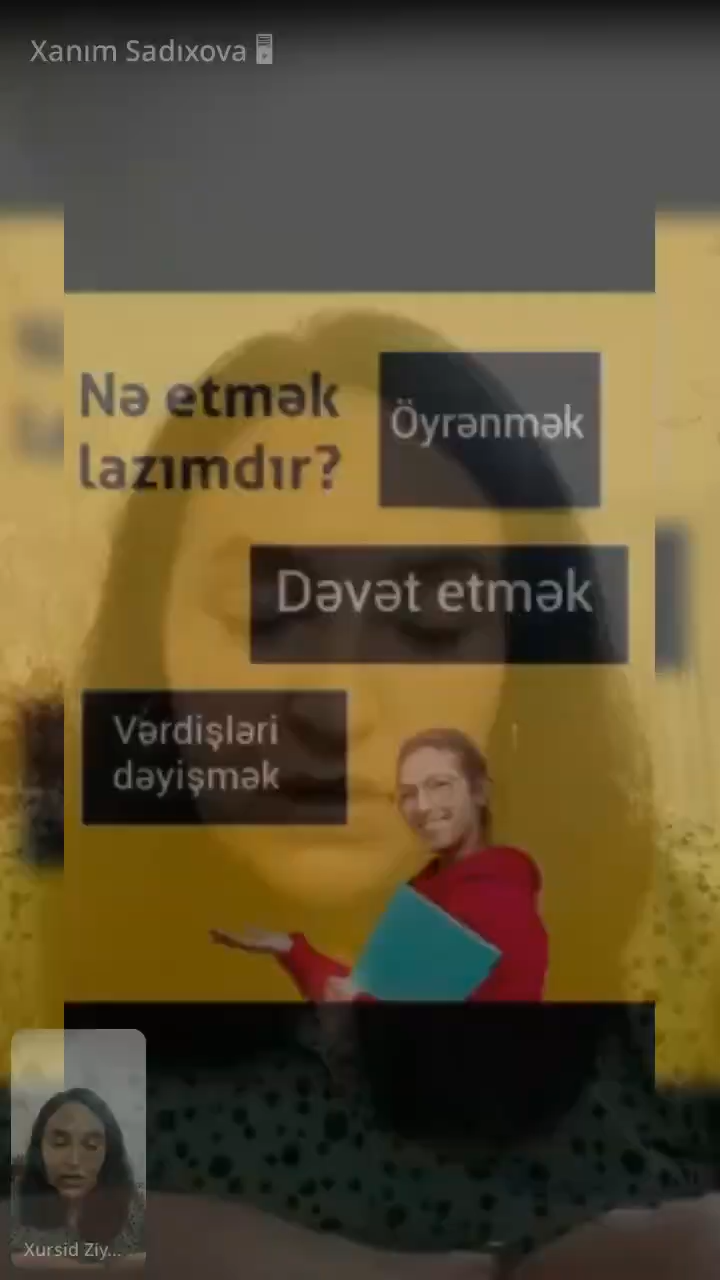 Xanım Sadıxova
Nə etmək
lazımdır?
Öyrənmək
Dəvət etmək
Vərdişləri
dəyişmək
Xursid Ziy...